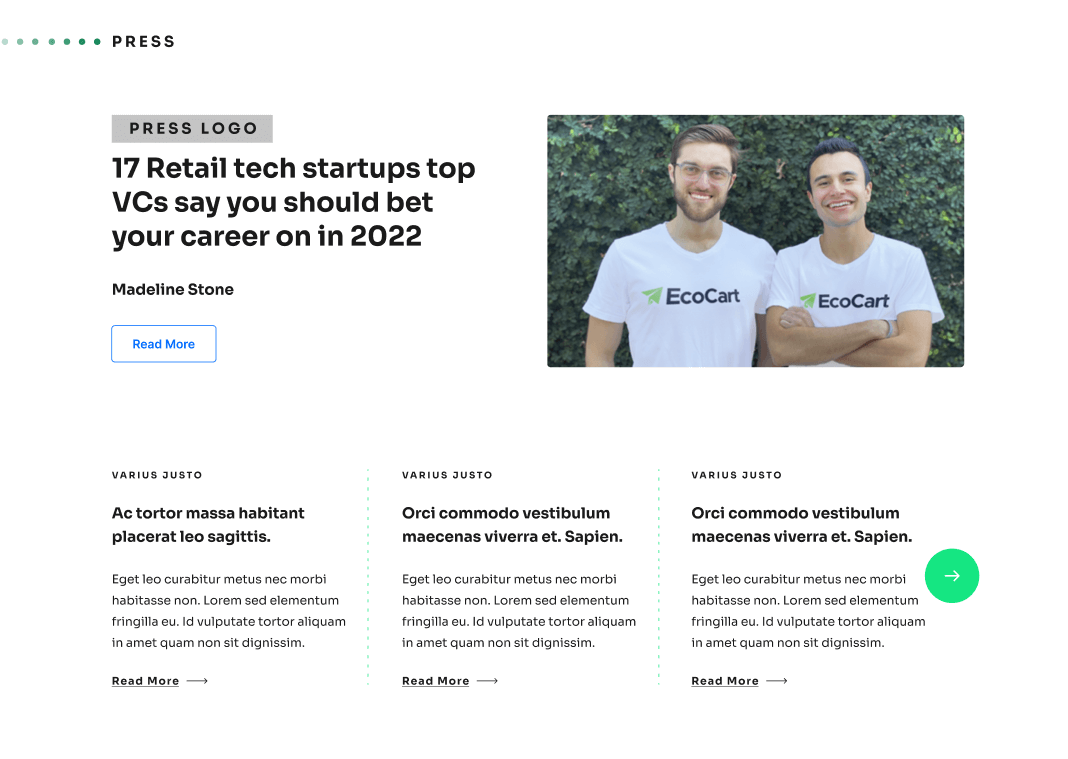 PRESS
PRESS LOGO
17 Retail tech startups top
VCs say you should bet
your career on in 2022
Madeline Stone
Read More
EcoCart
EcoCart
VARIUS JUSTO
Ac tortor massa habitant
placerat leo sagittis.
Eget leo curabitur metus nec morbi
habitasse non. Lorem sed elementum
fringilla eu. Id vulputate tortor aliquam
in amet quam non sit dignissim.
Read More
VARIUS JUSTO
Orci commodo vestibulum
maecenas viverra et. Sapien.
Eget leo curabitur metus nec morbi
habitasse non. Lorem sed elementum
fringilla eu. Id vulputate tortor aliquam
in amet quam non sit dignissim.
Read More
VARIUS JUSTO
Orci commodo vestibulum
maecenas viverra et. Sapien.
Eget leo curabitur metus nec morbi
habitasse non. Lorem sed elementum
fringilla eu. Id vulputate tortor aliquam
in amet quam non sit dignissim.
Read More